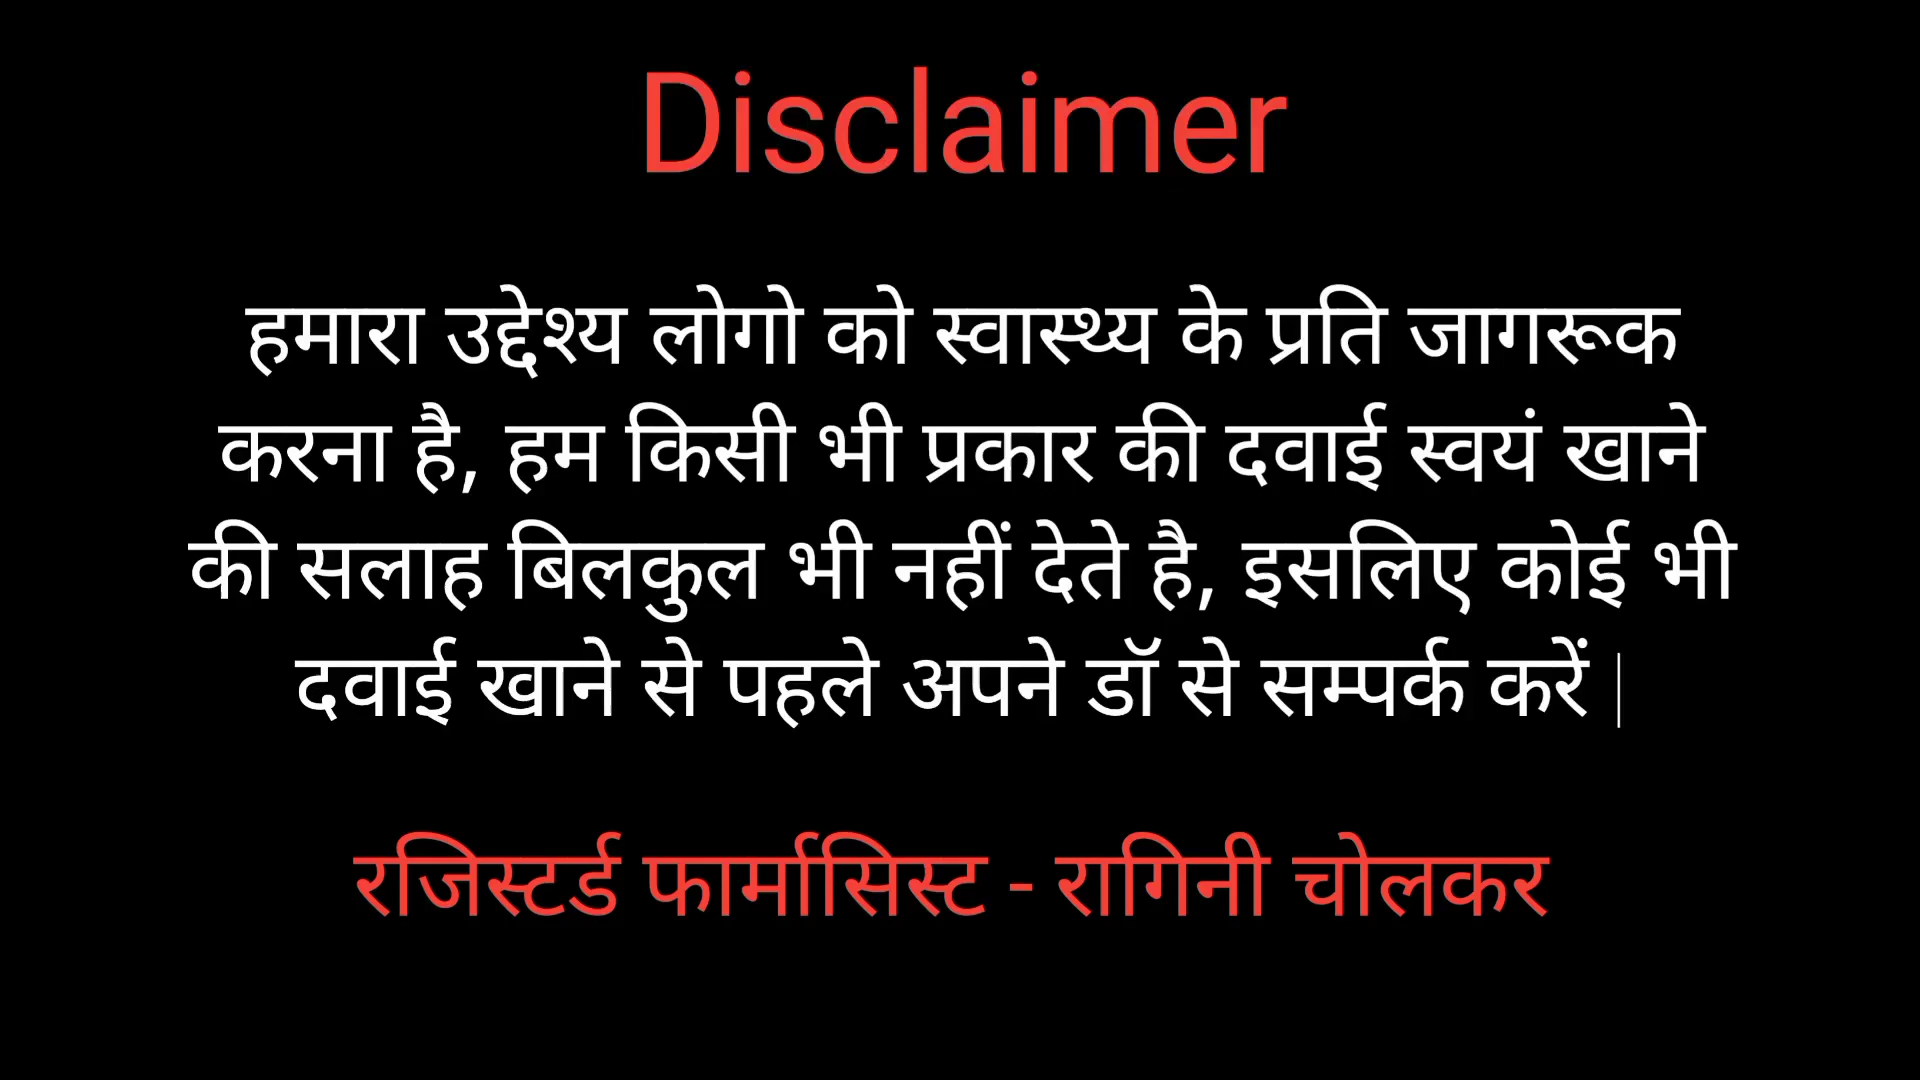 Disclaimer
हमारा उद्देश्य लोगो को स्वास्थ्य के प्रति जागरूक
करना है, हम किसी भी प्रकार की दवाई स्वयं खाने
की सलाह बिलकुल भी नहीं देते है, इसलिए कोई भी
दवाई खाने से पहले अपने डॉ से सम्पर्क करें |
रजिस्टर्ड फार्मासिस्ट - रागिनी चोलकर